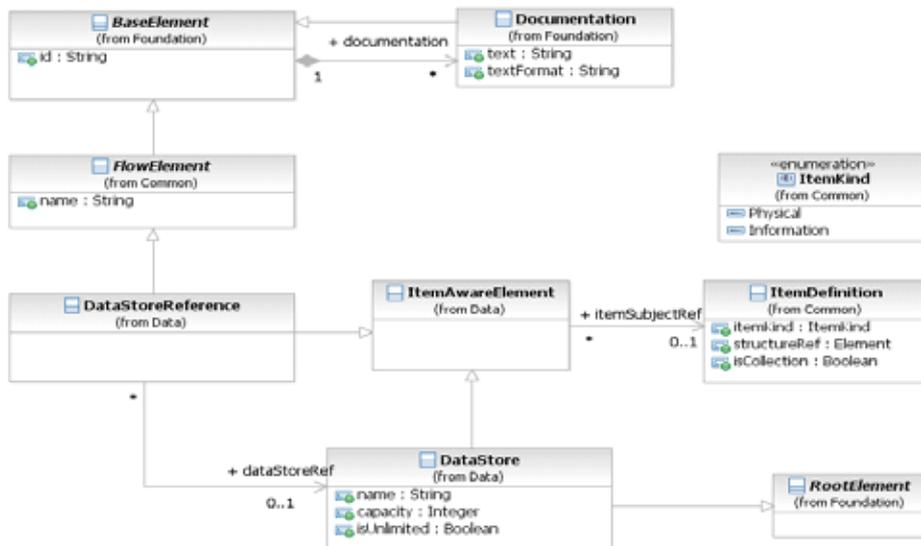 BaseElement
(from Foundation)
id : String
+ documentation
1
*
Documentation
(from Foundation)
text : String
textFormat : String
FlowElement
(from Common)
name : String
«enumeration»
ItemKind
(from Common)
Physical
Information
DataStoreReference
(from Data)
ItemAwareElement
(from Data)
+ itemSubjectRef
*
0..1
ItemDefinition
(from Common)
itemKind : ItemKind
structureRef : Element
isCollection : Boolean
*
+ dataStoreRef
0..1
DataStore
(from Data)
name : String
capacity : Integer
isUnlimited : Boolean
RootElement
(from Foundation)